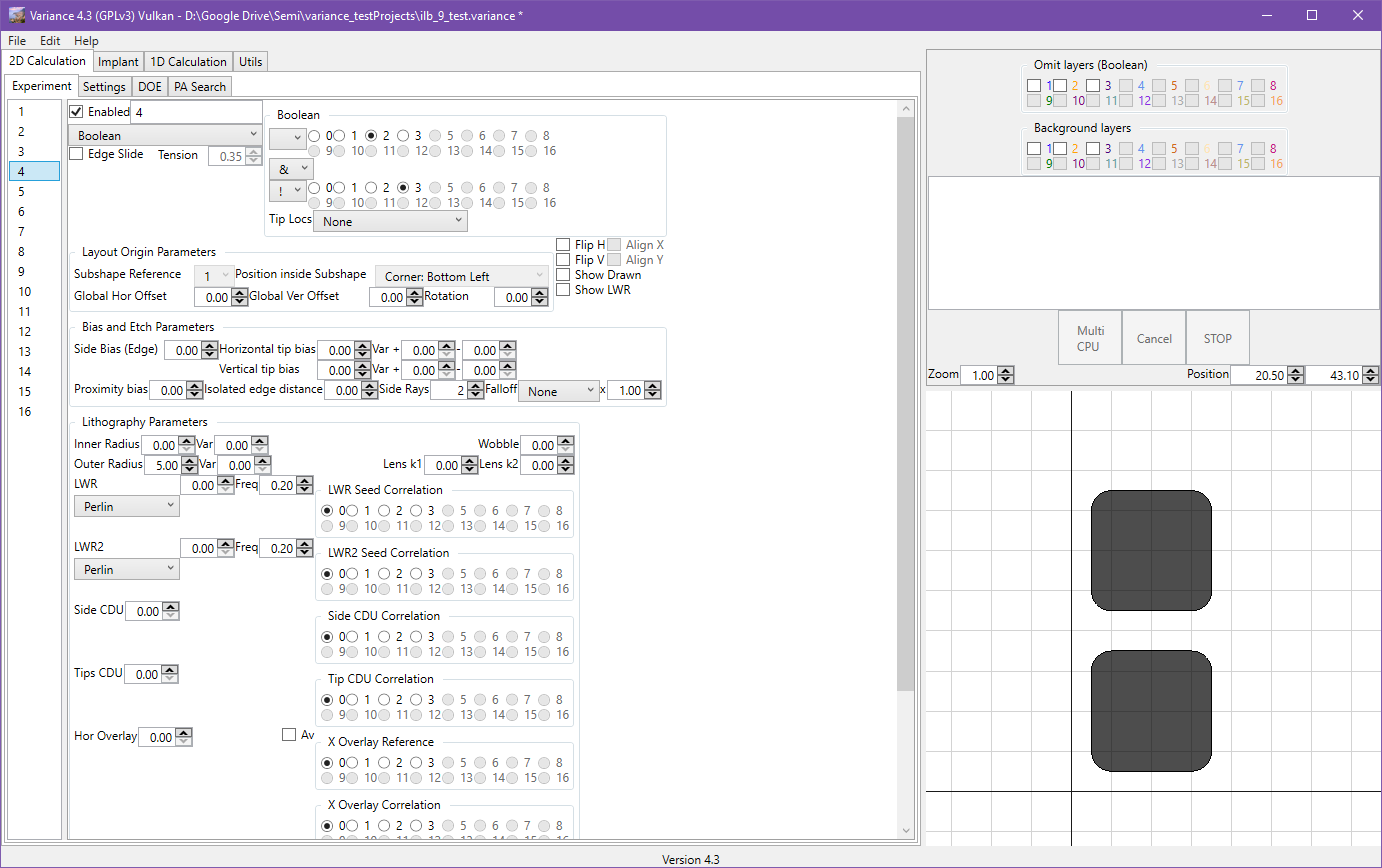 Variance 4.3 (GPLv3) Vulkan - D:\Google Drive\Semi\variance_testProjects\ilb_9_test.variance *
File Edit Help
2D Calculation Implant 1D Calculation Utils
Experiment Settings DOE PA Search
1
2
3
4
5
6
7
8
9
10
11
12
13
14
15
16
Enabled 4
Boolean
Edge Slide Tension 0.35
Boolean
0 1 2 3 4 5 6 7 8
9 10 11 12 13 14 15 16
&
! 0 1 2 3 5 6 7 8
9 10 11 12 13 14 15 16
Tip Locs None
Layout Origin Parameters
Subshape Reference 1 Position inside Subshape Corner: Bottom Left
Global Hor Offset 0.00 Global Ver Offset 0.00 Rotation 0.00
Flip H Align X
Flip V Align Y
Show Drawn
Show LWR
Bias and Etch Parameters
Side Bias (Edge) 0.00 Horizontal tip bias 0.00 Var + 0.00 - 0.00
Vertical tip bias 0.00 Var + 0.00 - 0.00
Proximity bias 0.00 Isolated edge distance 0.00 Side Rays 2 Falloff None x 1.00
Lithography Parameters
Inner Radius 0.00 Var 0.00 Wobble 0.00
Outer Radius 5.00 Var 0.00 Lens k1 0.00 Lens k2 0.00
LWR 0.00 Freq 0.20
Perlin
LWR Seed Correlation
0 1 2 3 5 6 7 8
9 10 11 12 13 14 15 16
LWR2 0.00 Freq 0.20
Perlin
LWR2 Seed Correlation
0 1 2 3 5 6 7 8
9 10 11 12 13 14 15 16
Side CDU 0.00
Side CDU Correlation
0 1 2 3 5 6 7 8
9 10 11 12 13 14 15 16
Tips CDU 0.00
Tip CDU Correlation
0 1 2 3 5 6 7 8
9 10 11 12 13 14 15 16
Hor Overlay 0.00 Av
X Overlay Reference
0 1 2 3 5 6 7 8
9 10 11 12 13 14 15 16
X Overlay Correlation
0 1 2 3 5 6 7 8
Omit layers (Boolean)
1 2 3 4 5 6 7 8
9 10 11 12 13 14 15 16
Background layers
1 2 3 4 5 6 7 8
9 10 11 12 13 14 15 16
Multi CPU Cancel STOP
Zoom 1.00 Position 20.50 43.10
Version 4.3